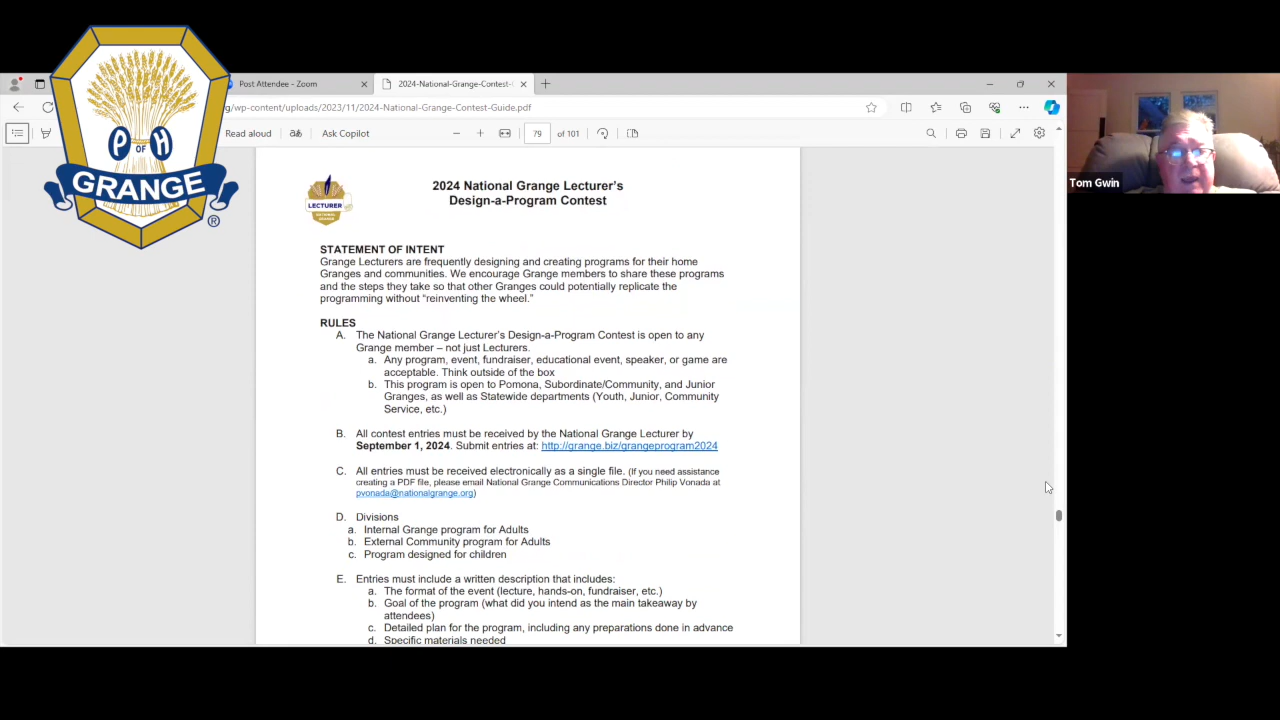 P OF H
GRANGE
®
Post Attendee - Zoom
2024-National-Grange-Contest-
g/wp-content/uploads/2023/11/2024-National-Grange-Contest-Guide.pdf
Read aloud
Ask Copilot
79 of 101
Tom Gwin
LECTURER
NATIONAL GRANGE
2024 National Grange Lecturer's
Design-a-Program Contest
STATEMENT OF INTENT
Grange Lecturers are frequently designing and creating programs for their home
Granges and communities. We encourage Grange members to share these programs
and the steps they take so that other Granges could potentially replicate the
programming without “reinventing the wheel.”
RULES
A. The National Grange Lecturer's Design-a-Program Contest is open to any
Grange member – not just Lecturers.
a. Any program, event, fundraiser, educational event, speaker, or game are
acceptable. Think outside of the box
b. This program is open to Pomona, Subordinate/Community, and Junior
Granges, as well as Statewide departments (Youth, Junior, Community
Service, etc.)
B. All contest entries must be received by the National Grange Lecturer by
September 1, 2024. Submit entries at: http://grange.biz/grangeprogram2024
C. All entries must be received electronically as a single file. (If you need assistance
creating a PDF file, please email National Grange Communications Director Philip Vonada at
pvonada@nationalgrange.org)
D. Divisions
a. Internal Grange program for Adults
b. External Community program for Adults
c. Program designed for children
E. Entries must include a written description that includes:
a. The format of the event (lecture, hands-on, fundraiser, etc.)
b. Goal of the program (what did you intend as the main takeaway by
attendees)
c. Detailed plan for the program, including any preparations done in advance
d. Specific materials needed